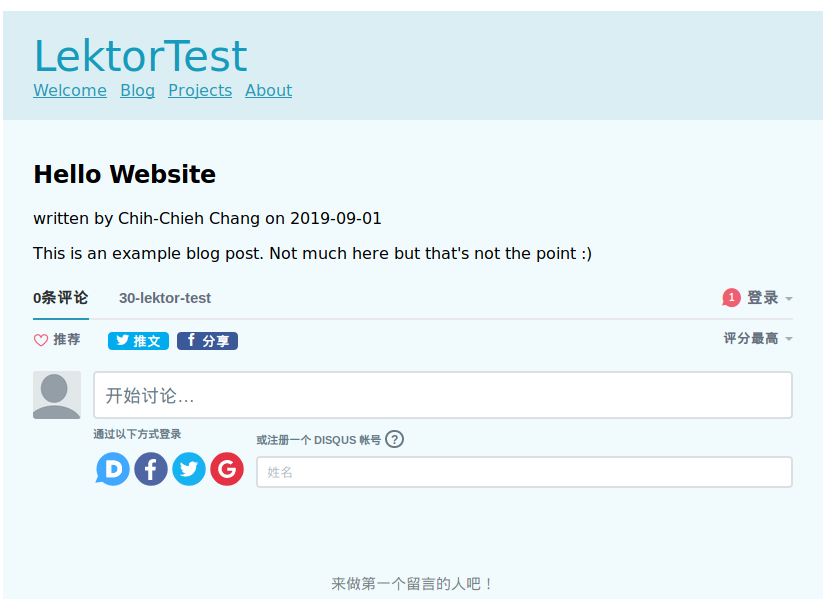 LektorTest
Welcome Blog Projects About
Hello Website
written by Chih-Chieh Chang on 2019-09-01
This is an example blog post. Not much here but that's not the point :)
0条评论 30-lektor-test 1 登录
推荐 推文 f 分享 评分最高
开始讨论...
通过以下方式登录 或注册一个 DISQUS 帐号 ?
D f G 姓名
来做第一个留言的人吧！